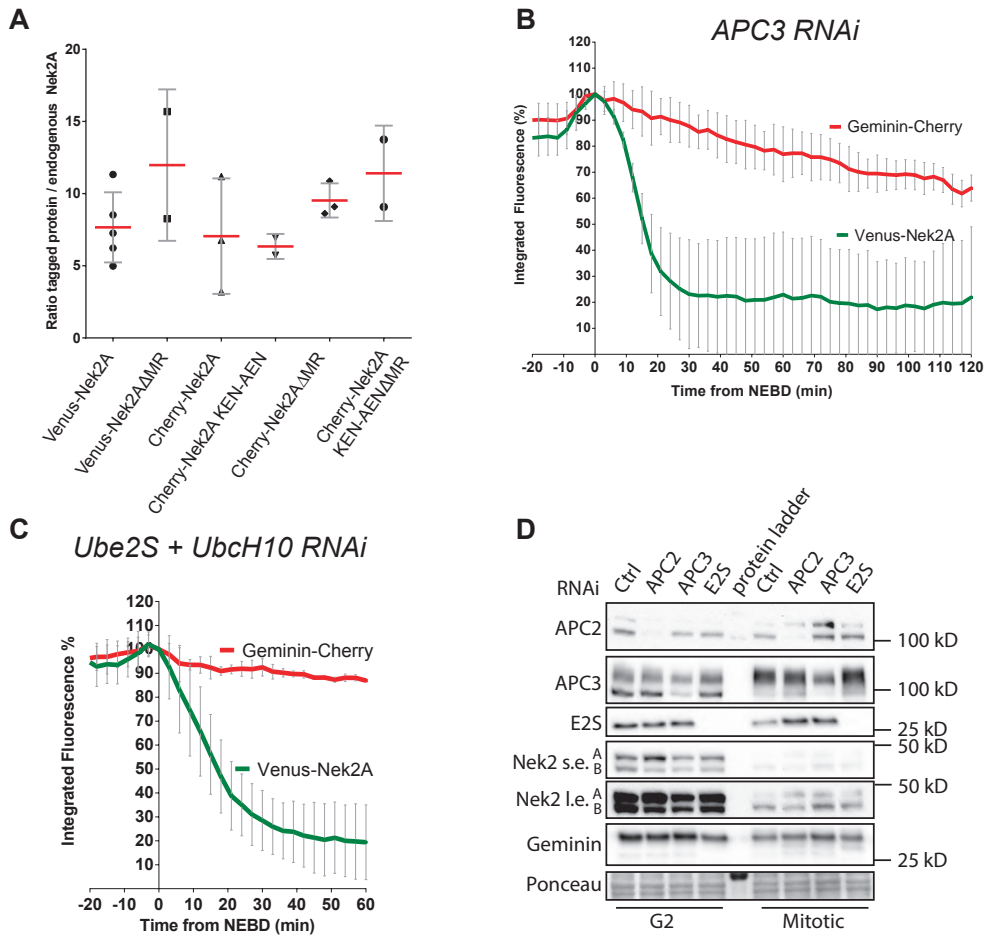 A
Ratio tagged protein / endogenous Nek2A
20
15
10
5
0
Venus-Nek2A
Venus-Nek2AΔMR
Cherry-Nek2A
Cherry-Nek2A KEN-AEN
Cherry-Nek2AΔMR
Cherry-Nek2A
KEN-AENΔMR
B
APC3 RNAi
Integrated Fluorescence (%)
120
110
100
90
80
70
60
50
40
30
20
10
Geminin-Cherry
Venus-Nek2A
-20 -10 0 10 20 30 40 50 60 70 80 90 100 110 120
Time from NEBD (min)
C
Ube2S + UbcH10 RNAi
Integrated Fluorescence %
120
110
100
90
80
70
60
50
40
30
20
10
Geminin-Cherry
Venus-Nek2A
-20 -10 0 10 20 30 40 50 60
Time from NEBD (min)
D
RNAi Ctrl APC2 APC3 E2S protein ladder Ctrl APC2 APC3 E2S
APC2 100 kD
APC3 100 kD
E2S 25 kD
Nek2 s.e. A B 50 kD
Nek2 l.e. A B 50 kD
Geminin 25 kD
Ponceau
G2 Mitotic